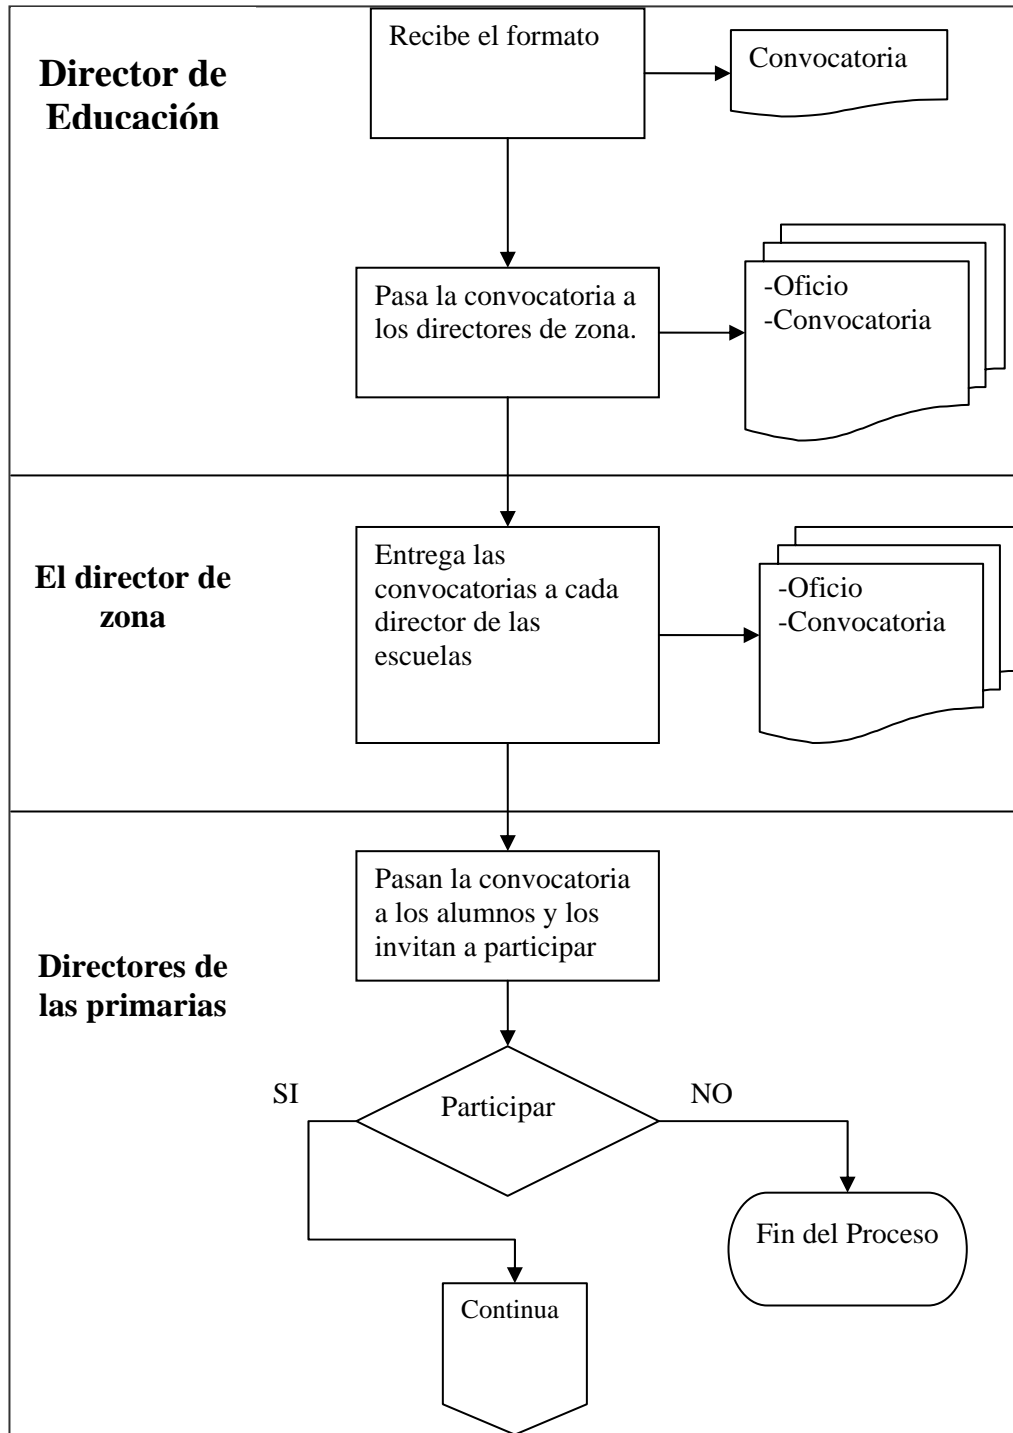 Director de
Educación
Recibe el formato
Convocatoria
Pasa la convocatoria a
los directores de zona.
-Oficio
-Convocatoria
El director de
zona
Entrega las
convocatorias a cada
director de las
escuelas
-Oficio
-Convocatoria
Directores de
las primarias
Pasan la convocatoria
a los alumnos y los
invitan a participar
SI
Participar
NO
Fin del Proceso
Continua